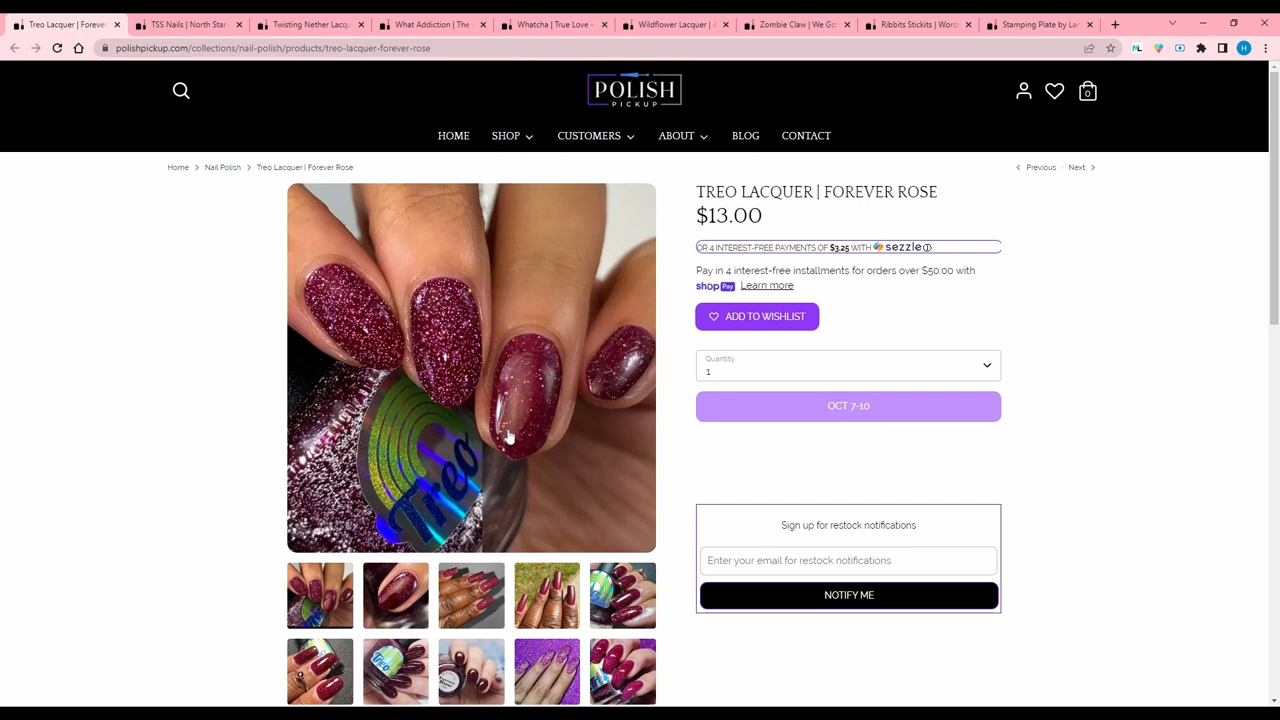 Treo Lacquer | Forever
TSS Nails | North Star
Twisting Nether Lacqu
What Addiction | The
Whatcha | True Love –
Wildflower Lacquer |
Zombie Claw | We Go
Ribbits Stickits | Word
Stamping Plate by La
polishpickup.com/collections/nail-polish/products/treo-lacquer-forever-rose
ML
H
POLISH
PICKUP
0
HOME SHOP CUSTOMERS ABOUT BLOG CONTACT
Home > Nail Polish > Treo Lacquer | Forever Rose
< Previous · Next >
TREO LACQUER | FOREVER ROSE
$13.00
OR 4 INTEREST-FREE PAYMENTS OF $3.25 WITH sezzle
Pay in 4 interest-free installments for orders over $50.00 with
shop Pay Learn more
ADD TO WISHLIST
Quantity
1
OCT 7-10
Treo
Sign up for restock notifications
Enter your email for restock notifications
NOTIFY ME
Treo